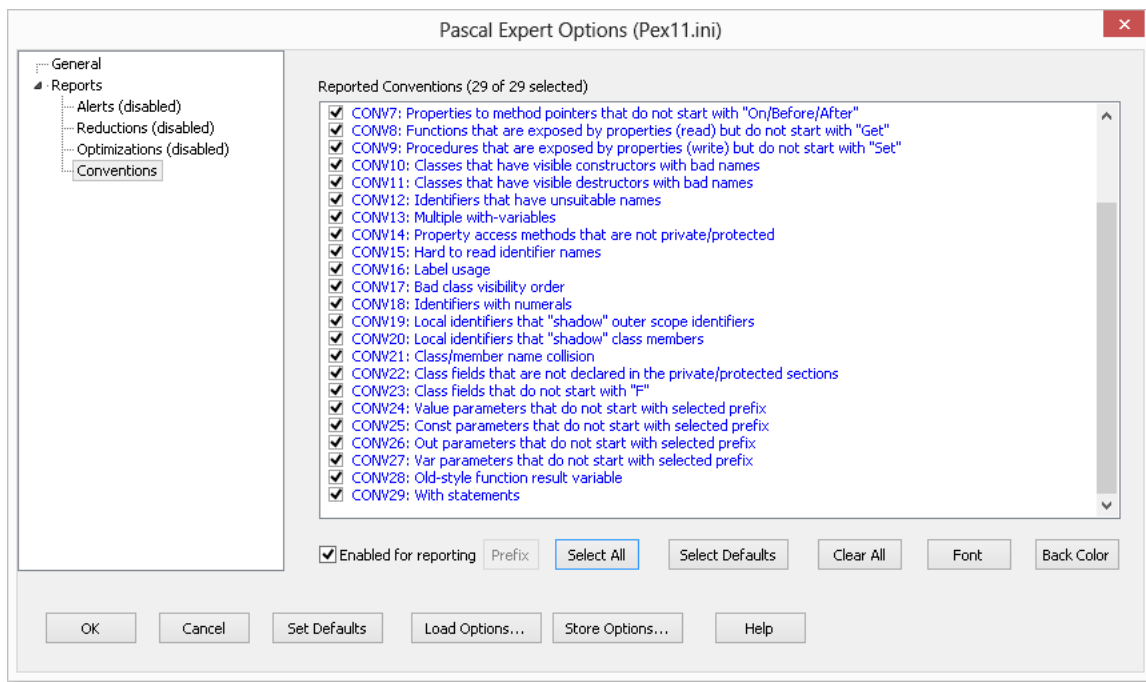 Pascal Expert Options (Pex11.ini)
General
Reports
Alerts (disabled)
Reductions (disabled)
Optimizations (disabled)
Conventions
Reported Conventions (29 of 29 selected)
CONV7: Properties to method pointers that do not start with "On/Before/After"
CONV8: Functions that are exposed by properties (read) but do not start with "Get"
CONV9: Procedures that are exposed by properties (write) but do not start with "Set"
CONV10: Classes that have visible constructors with bad names
CONV11: Classes that have visible destructors with bad names
CONV12: Identifiers that have unsuitable names
CONV13: Multiple with-variables
CONV14: Property access methods that are not private/protected
CONV15: Hard to read identifier names
CONV16: Label usage
CONV17: Bad class visibility order
CONV18: Identifiers with numerals
CONV19: Local identifiers that "shadow" outer scope identifiers
CONV20: Local identifiers that "shadow" class members
CONV21: Class/member name collision
CONV22: Class fields that are not declared in the private/protected sections
CONV23: Class fields that do not start with "F"
CONV24: Value parameters that do not start with selected prefix
CONV25: Const parameters that do not start with selected prefix
CONV26: Out parameters that do not start with selected prefix
CONV27: Var parameters that do not start with selected prefix
CONV28: Old-style function result variable
CONV29: With statements
Enabled for reporting Prefix Select All Select Defaults Clear All Font Back Color
OK Cancel Set Defaults Load Options... Store Options... Help